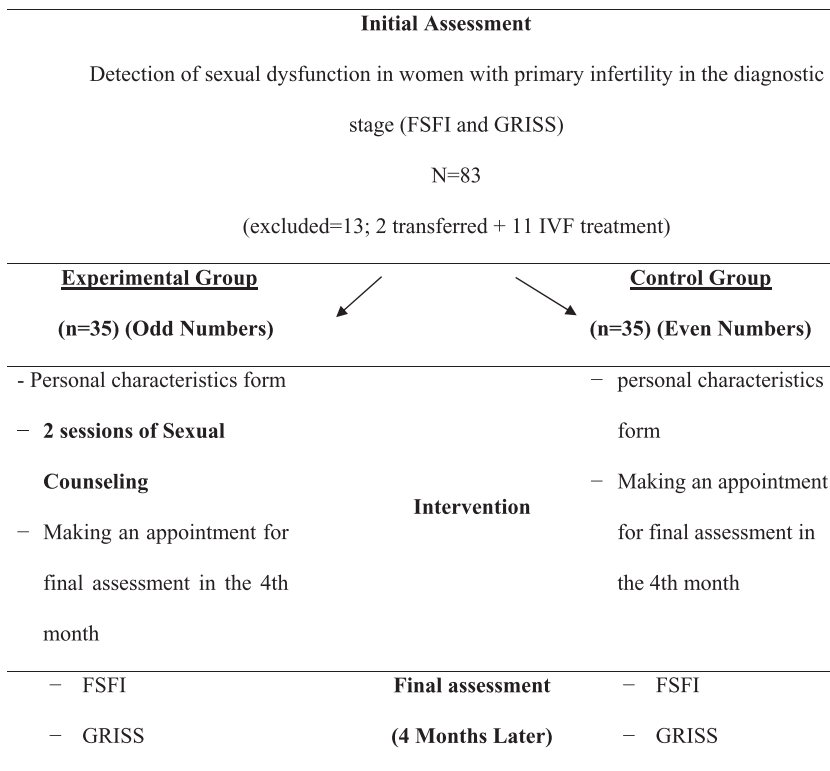 Initial Assessment
Detection of sexual dysfunction in women with primary infertility in the diagnostic
stage (FSFI and GRISS)
N=83
(excluded=13; 2 transferred + 11 IVF treatment)
Experimental Group
(n=35) (Odd Numbers)
Control Group
(n=35) (Even Numbers)
- Personal characteristics form
− 2 sessions of Sexual
Counseling
− Making an appointment for
final assessment in the 4th
month
Intervention
− personal characteristics
form
− Making an appointment
for final assessment in
the 4th month
− FSFI
− GRISS
Final assessment
(4 Months Later)
− FSFI
− GRISS